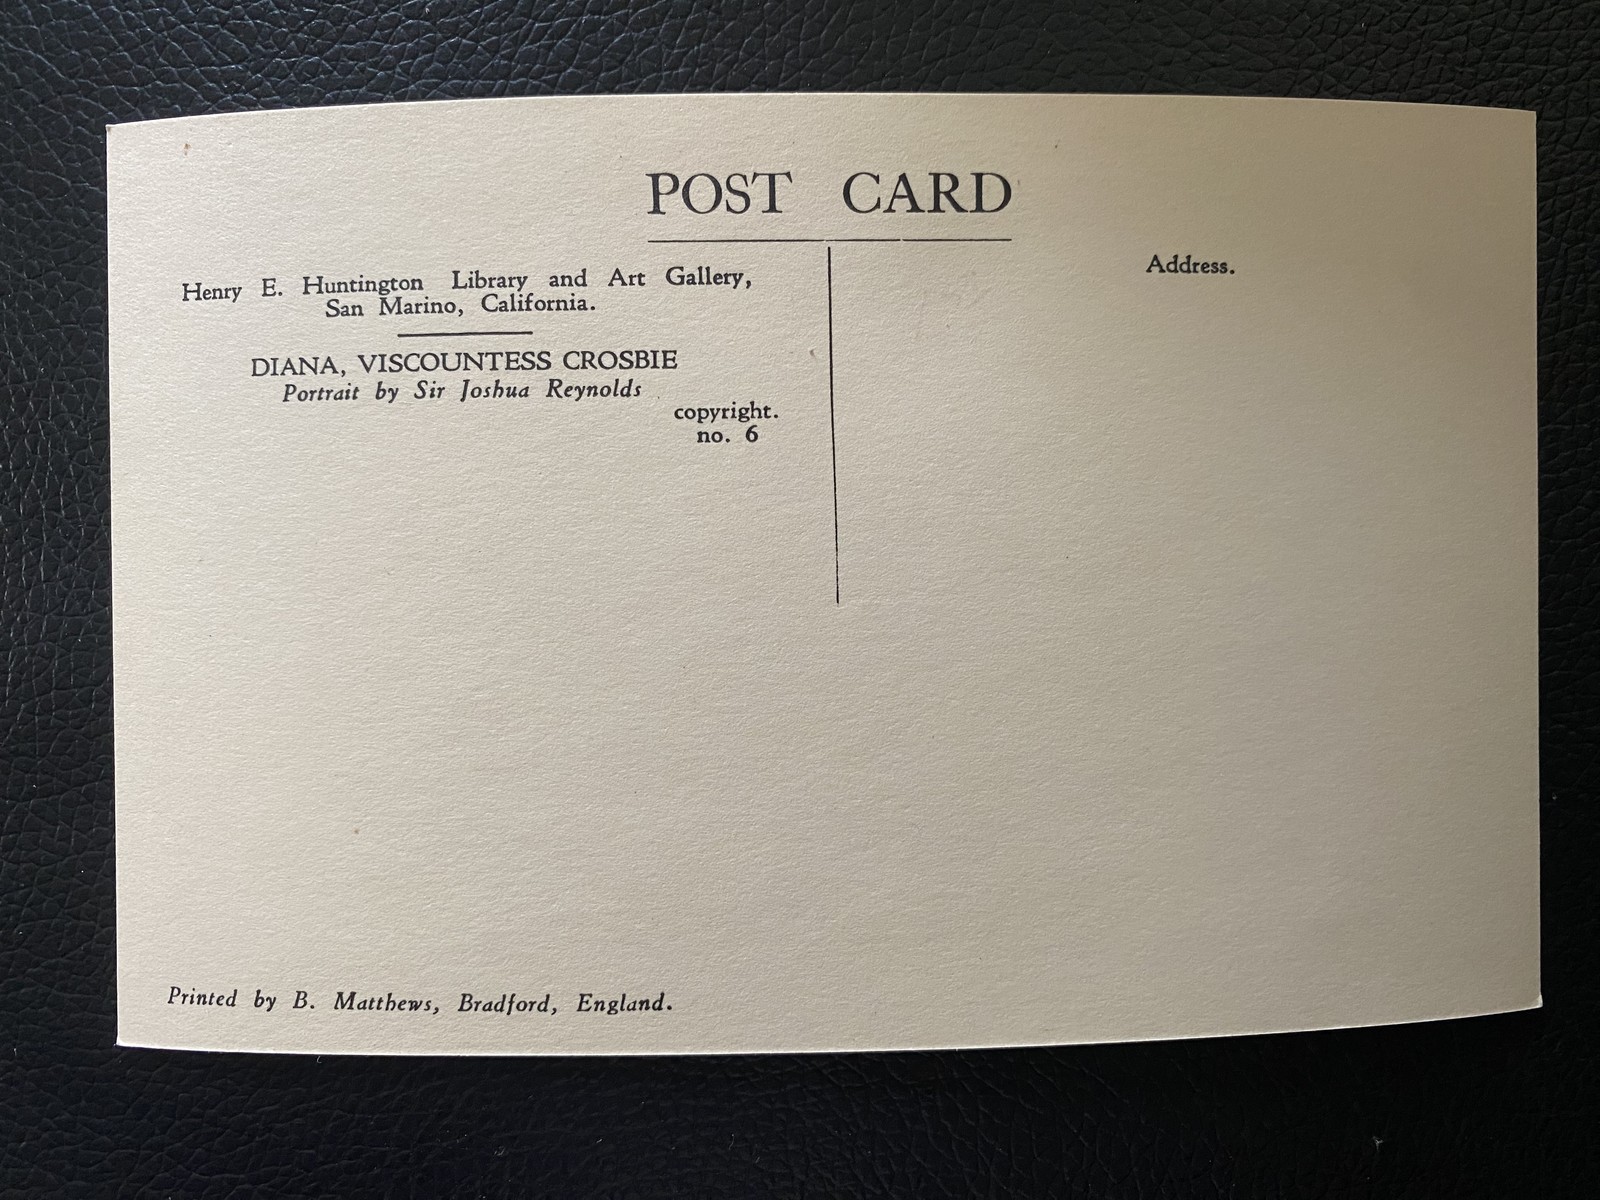 POST CARD
Henry E. Huntington Library and Art Gallery,
San Marino, California.
DIANA, VISCOUNTESS CROSBIE
Portrait by Sir Joshua Reynolds
copyright.
no. 6
Address.
Printed by B. Matthews, Bradford, England.